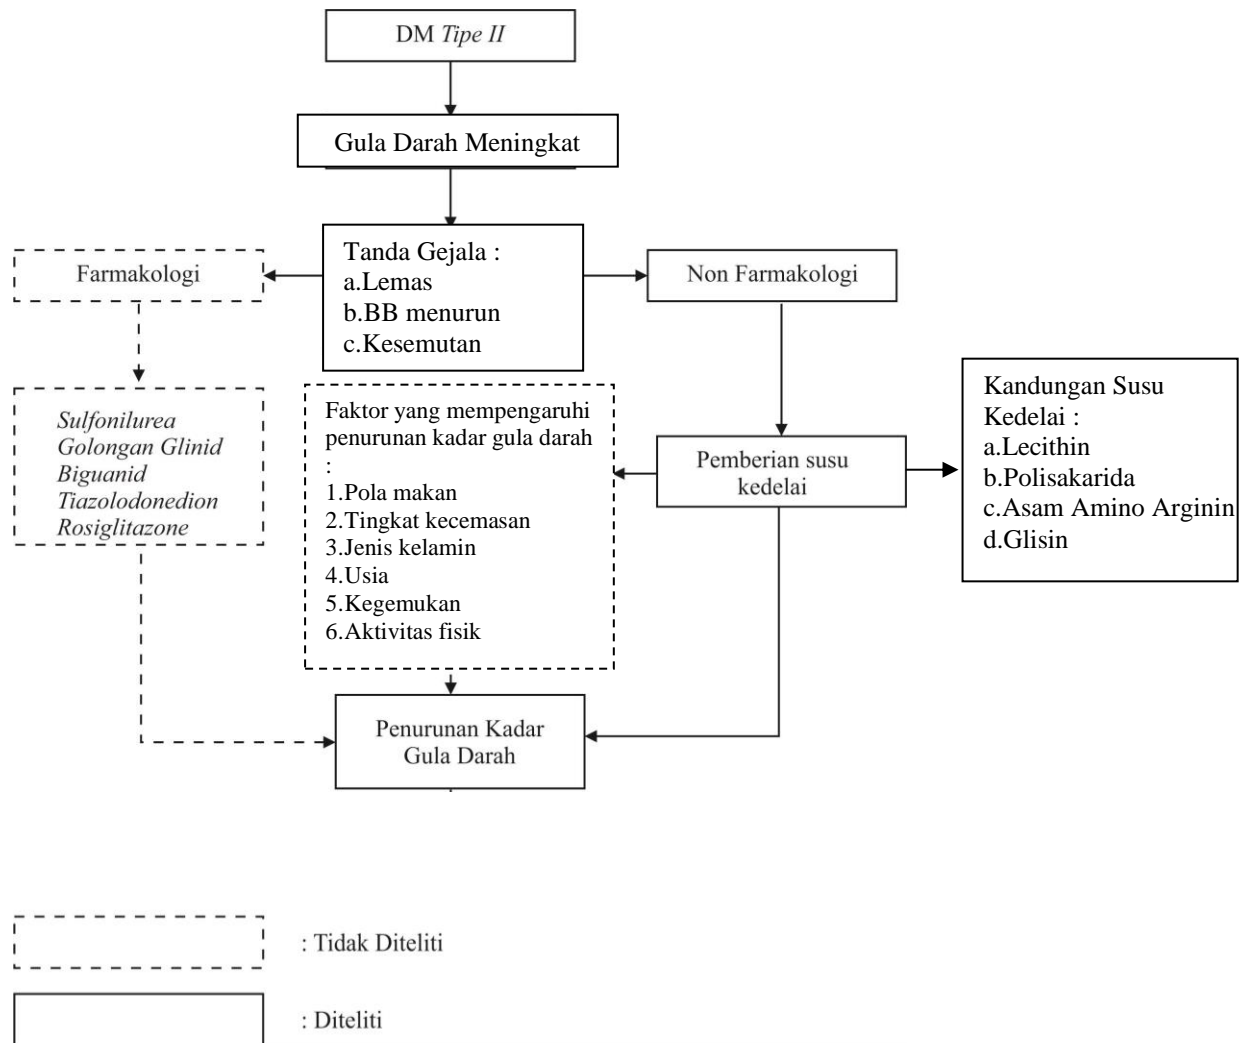 DM Tipe II
Gula Darah Meningkat
Tanda Gejala :
a.Lemas
b.BB menurun
c.Kesemutan
Farmakologi
Non Farmakologi
Sulfonilurea
Golongan Glinid
Biguanid
Tiazolodonedion
Rosiglitazone
Faktor yang mempengaruhi
penurunan kadar gula darah
:
1.Pola makan
2.Tingkat kecemasan
3.Jenis kelamin
4.Usia
5.Kegemukan
6.Aktivitas fisik
Pemberian susu
kedelai
Kandungan Susu
Kedelai :
a.Lecithin
b.Polisakarida
c.Asam Amino Arginin
d.Glisin
Penurunan Kadar
Gula Darah
: Tidak Diteliti
: Diteliti